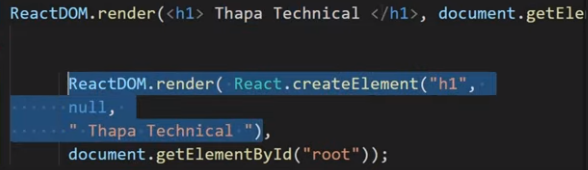 ReactDOM.render(<h1> Thapa Technical </h1>, document.getEle
ReactDOM.render( React.createElement("h1",
null,
" Thapa Technical "),
document.getElementById("root"));